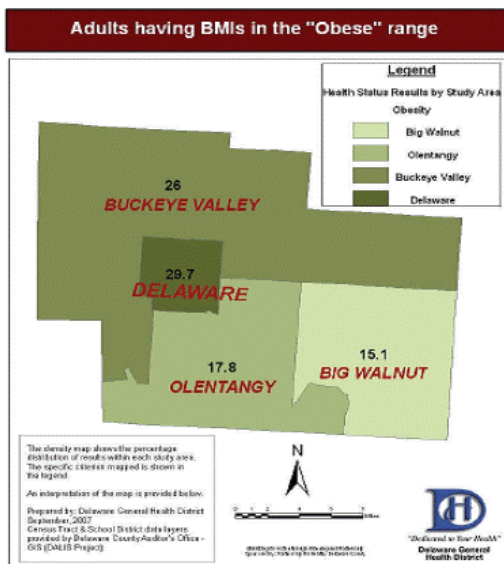 Adults having BMIs in the "Obese" range
Legend
Health Status Results by Study Area
Obesity
Big Walnut
Olentangy
Buckeye Valley
Delaware
26
BUCKEYE VALLEY
29.7
DELAWARE
17.8
OLENTANGY
15.1
BIG WALNUT
The density map shows the percentage
distribution of results within each study area.
The specific criterion mapped is shown in
the legend.
An interpretation of the map is provided below.
Prepared by: Delaware General Health District
September, 2007
Census Tract & School District data layers
provided by Delaware County Auditor's Office -
GIS (DALIS Project)
N
"Dedicated to Your Health"
Delaware General
Health District